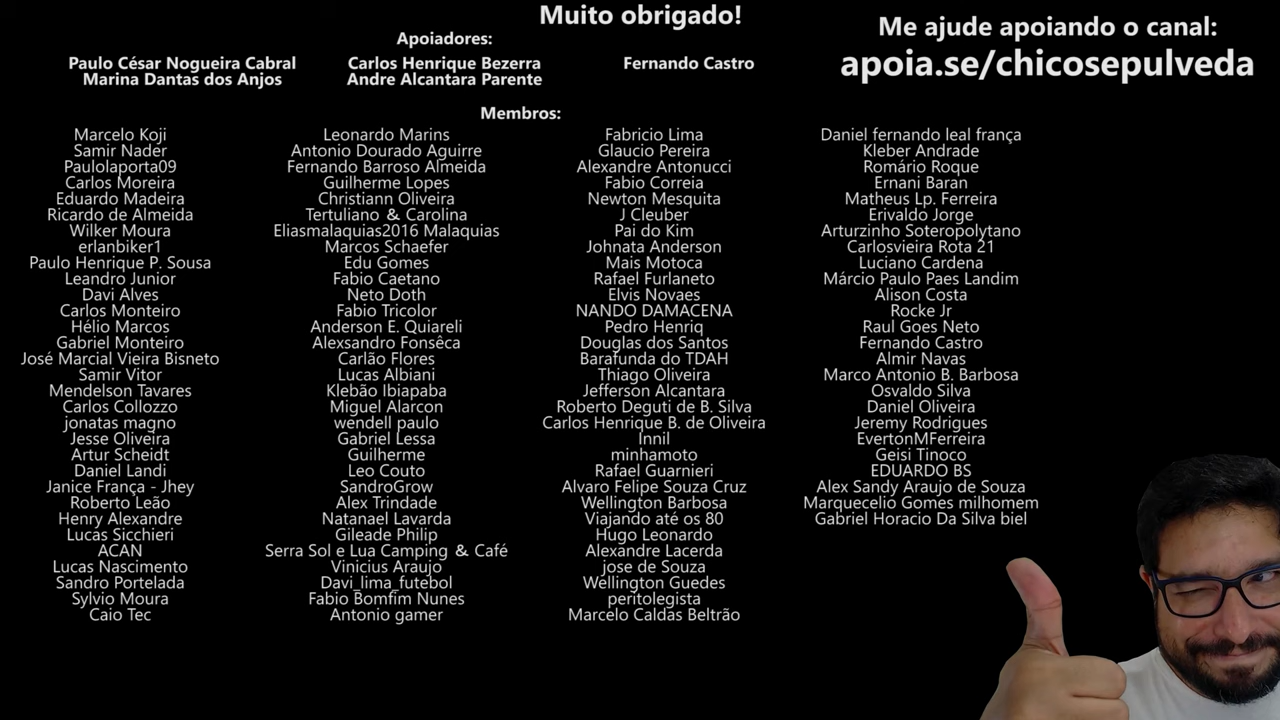 Muito obrigado!
Apoiadores:
Paulo César Nogueira Cabral
Marina Dantas dos Anjos
Carlos Henrique Bezerra
Andre Alcantara Parente
Fernando Castro
Me ajude apoiando o canal:
apoia.se/chicosepulveda
Membros:
Marcelo Koji
Samir Nader
Paulolaporta09
Carlos Moreira
Eduardo Madeira
Ricardo de Almeida
Wilker Moura
erlanbiker1
Paulo Henrique P. Sousa
Leandro Junior
Davi Alves
Carlos Monteiro
Hélio Marcos
Gabriel Monteiro
José Marcial Vieira Bisneto
Samir Vitor
Mendelson Tavares
Carlos Collozzo
jonatas magno
Jesse Oliveira
Artur Scheidt
Daniel Landi
Janice França - Jhey
Roberto Leão
Henry Alexandre
Lucas Sicchieri
ACAN
Lucas Nascimento
Sandro Portelada
Sylvio Moura
Caio Tec
Leonardo Marins
Antonio Dourado Aguirre
Fernando Barroso Almeida
Guilherme Lopes
Christiann Oliveira
Tertuliano & Carolina
Eliasmalaquias2016 Malaquias
Marcos Schaefer
Edu Gomes
Fabio Caetano
Neto Doth
Fabio Tricolor
Anderson E. Quiareli
Alexsandro Fonsêca
Carlão Flores
Lucas Albiani
Klebão Ibiapaba
Miguel Alarcon
wendell paulo
Gabriel Lessa
Guilherme
Leo Couto
SandroGrow
Alex Trindade
Natanael Lavarda
Gileade Philip
Serra Sol e Lua Camping & Café
Vinicius Araujo
Davi_lima_futebol
Fabio Bomfim Nunes
Antonio gamer
Fabricio Lima
Glaucio Pereira
Alexandre Antonucci
Fabio Correia
Newton Mesquita
J Cleuber
Pai do Kim
Johnata Anderson
Mais Motoca
Rafael Furlaneto
Elvis Novaes
NANDO DAMACENA
Pedro Henriq
Douglas dos Santos
Barafunda do TDAH
Thiago Oliveira
Jefferson Alcantara
Roberto Deguti de B. Silva
Carlos Henrique B. de Oliveira
Innil
minhamoto
Rafael Guarnieri
Alvaro Felipe Souza Cruz
Wellington Barbosa
Viajando até os 80
Hugo Leonardo
Alexandre Lacerda
jose de Souza
Wellington Guedes
peritolegista
Marcelo Caldas Beltrão
Daniel fernando leal frança
Kleber Andrade
Romário Roque
Ernani Baran
Matheus Lp. Ferreira
Erivaldo Jorge
Arturzinho Soteropolytano
Carlosvieira Rota 21
Luciano Cardena
Márcio Paulo Paes Landim
Alison Costa
Rocke Jr
Raul Goes Neto
Fernando Castro
Almir Navas
Marco Antonio B. Barbosa
Osvaldo Silva
Daniel Oliveira
Jeremy Rodrigues
EvertonMFerreira
Geisi Tinoco
EDUARDO BS
Alex Sandy Araujo de Souza
Marquecelio Gomes milhomem
Gabriel Horacio Da Silva biel